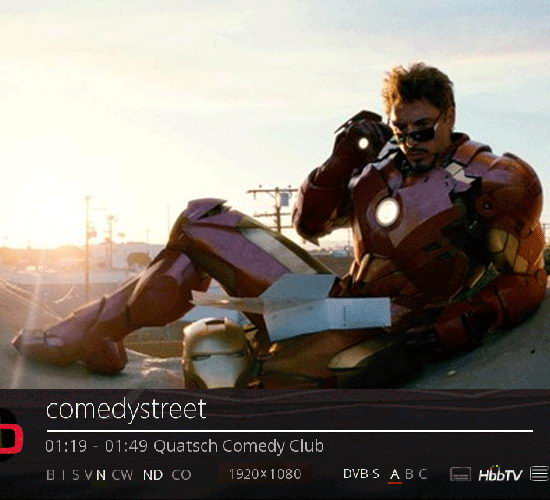 comedystreet
01:19 - 01:49 Quatsch Comedy Club
B I S V N CW ND CO 1920×1080 DVB-S A B C HbbTV